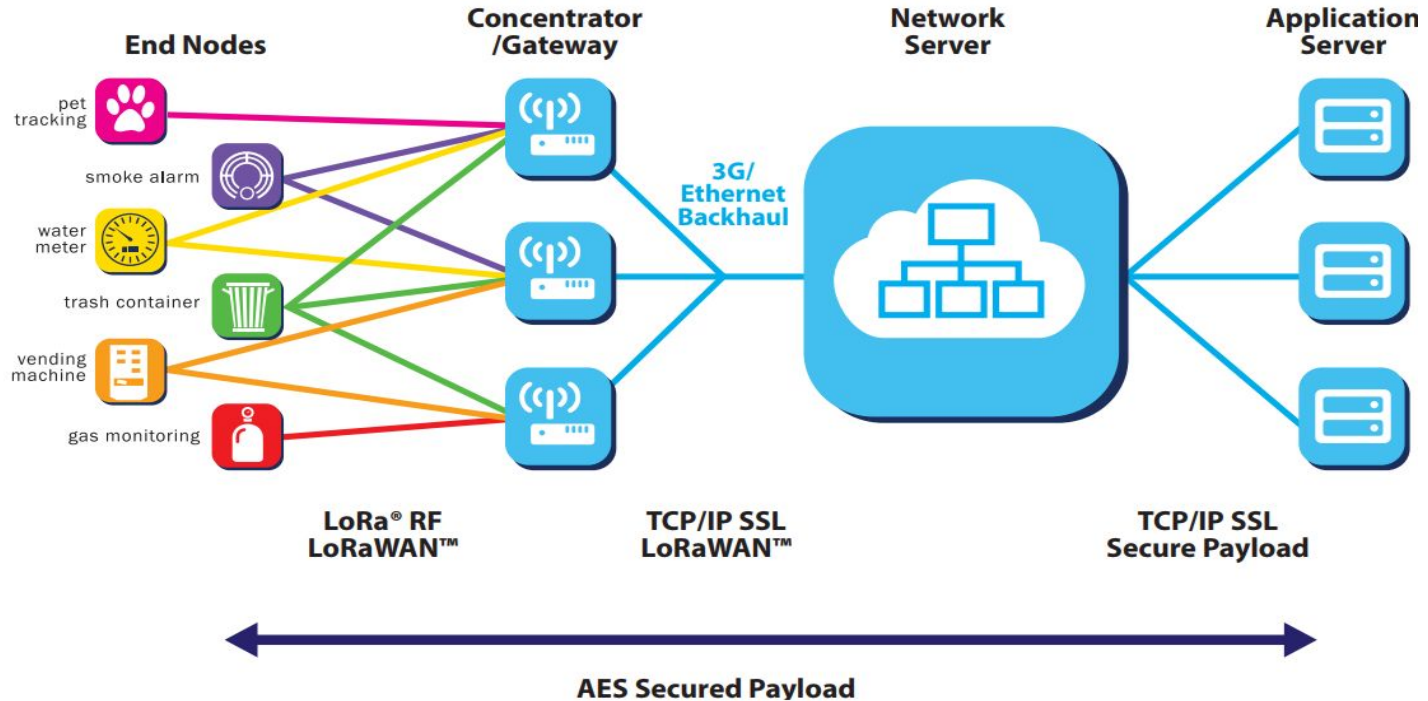 End Nodes
Concentrator
/Gateway
Network
Server
Application
Server
pet
tracking
smoke alarm
water
meter
trash container
vending
machine
gas monitoring
3G/
Ethernet
Backhaul
LoRa® RF
LoRaWAN™
TCP/IP SSL
LoRaWAN™
TCP/IP SSL
Secure Payload
AES Secured Payload